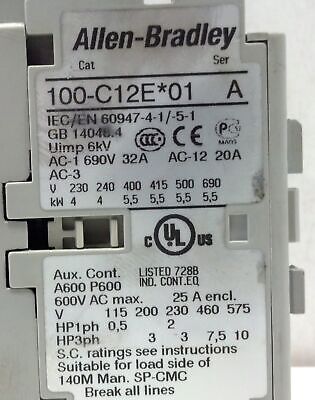 Allen-Bradley
Cat Ser
100-C12E*01 A
IEC/EN 60947-4-1/-5-1
GB 14048.4
Uimp 6kV
AC-1 690V 32A AC-12 20A
AC-3
V 230 240 400 415 500 690
kW 4 4 5,5 5,5 5,5 5,5
c UL US
Aux. Cont. LISTED 728B
A600 P600 IND. CONT.EQ.
600V AC max. 25 A encl.
V 115 200 230 460 575
HP1ph 0,5 2
HP3ph 3 3 7,5 10
S.C. ratings see instructions
Suitable for load side of
140M Man. SP-CMC
Break all lines